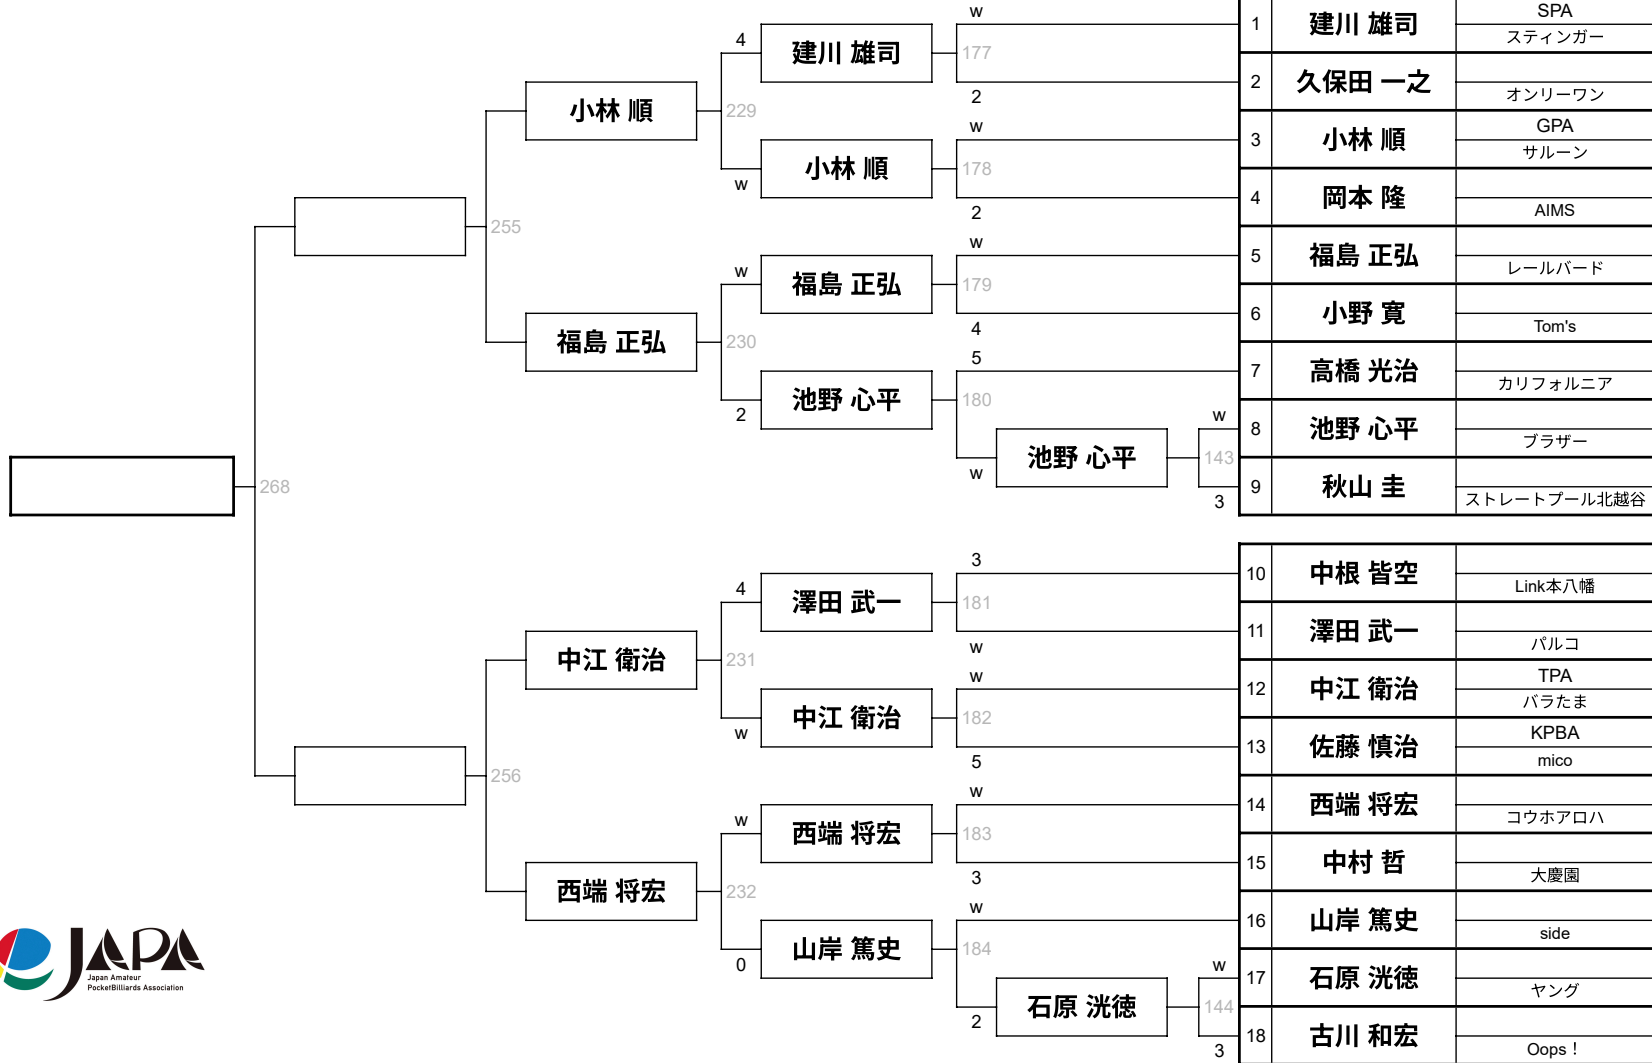 w
SPA
1 建川 雄司
スティンガー
4
建川 雄司
177
2 久保田 一之
オンリーワン
2
小林 順
229
w
GPA
3 小林 順
サルーン
小林 順
178
w
4 岡本 隆
AIMS
2
255
w
5 福島 正弘
レールバード
w
福島 正弘
179
6 小野 寛
Tom's
4
福島 正弘
230
5
7 高橋 光治
カリフォルニア
池野 心平
180
2
w
8 池野 心平
ブラザー
池野 心平
143
w
9 秋山 圭
ストレートプール北越谷
3
268
3
10 中根 皆空
Link本八幡
4
澤田 武一
181
11 澤田 武一
パルコ
w
中江 衛治
231
w
TPA
12 中江 衛治
バラたま
中江 衛治
182
w
KPBA
13 佐藤 慎治
mico
5
256
w
14 西端 将宏
コウホアロハ
w
西端 将宏
183
15 中村 哲
大慶園
3
西端 将宏
232
w
16 山岸 篤史
side
山岸 篤史
184
0
w
17 石原 洸徳
ヤング
石原 洸徳
144
2
18 古川 和宏
Oops！
3
JAPA
Japan Amateur
PocketBilliards Association